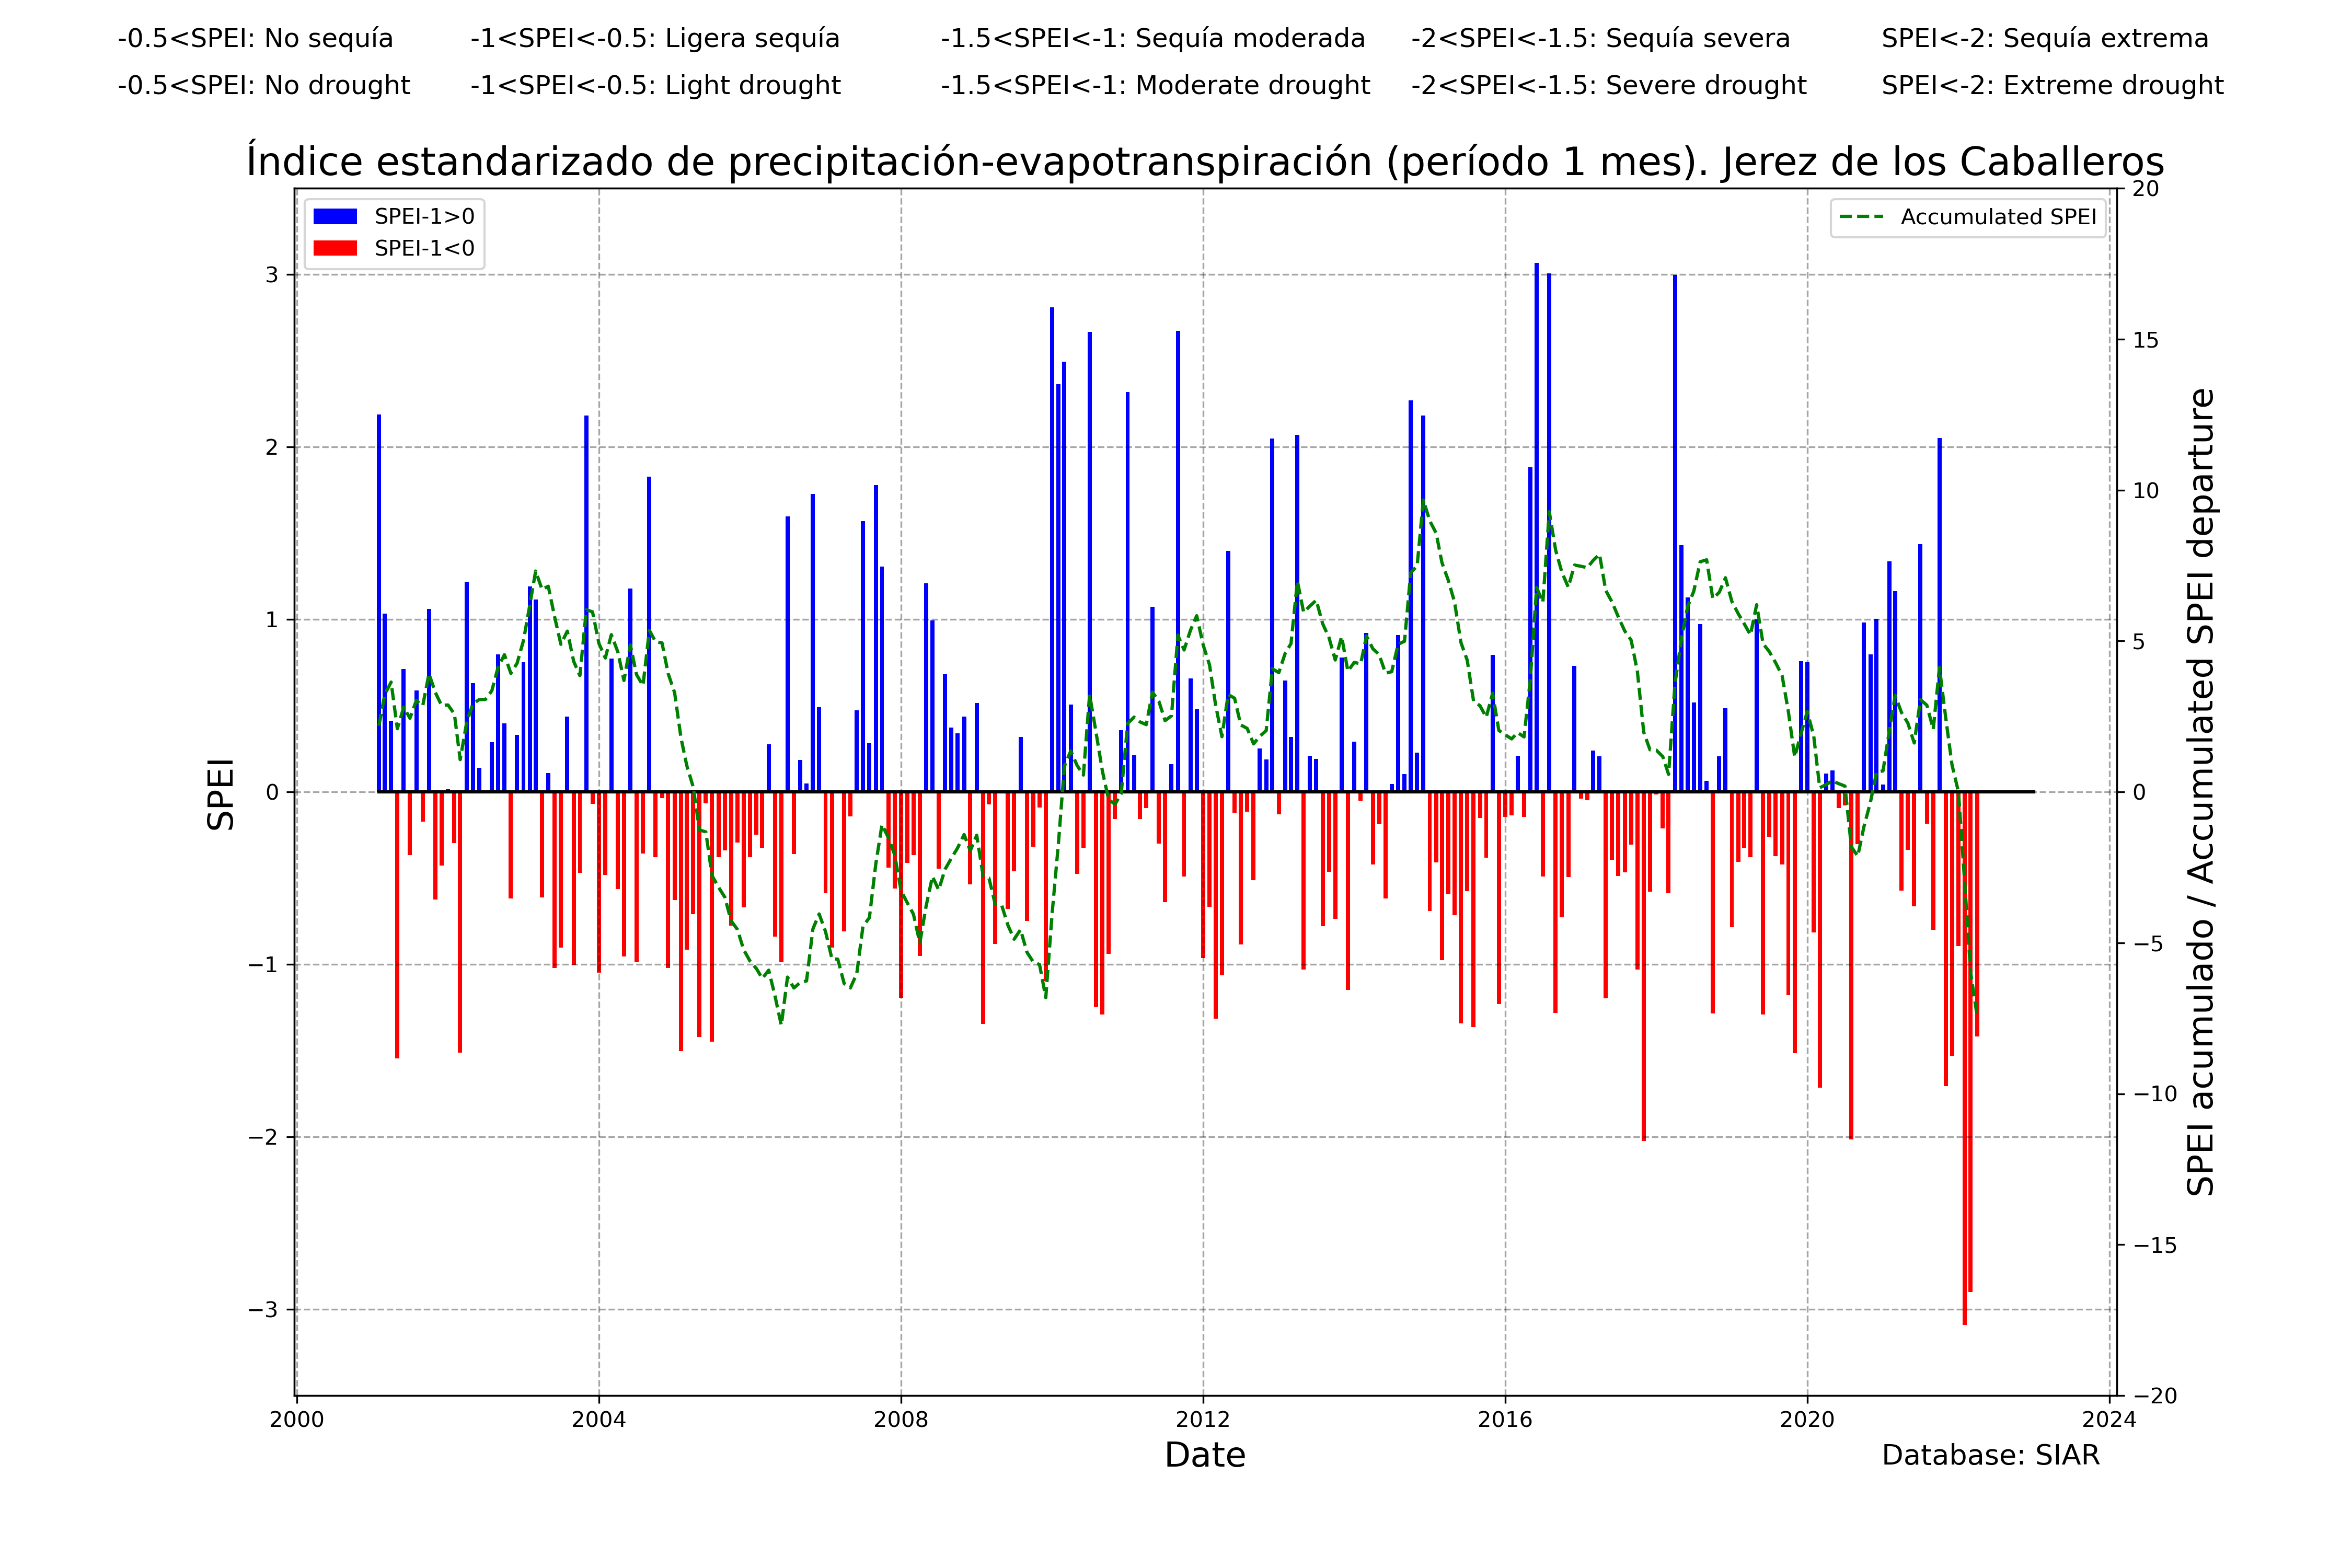 -0.5<SPEI: No sequía -1<SPEI<-0.5: Ligera sequía -1.5<SPEI<-1: Sequía moderada -2<SPEI<-1.5: Sequía severa SPEI<-2: Sequía extrema
-0.5<SPEI: No drought -1<SPEI<-0.5: Light drought -1.5<SPEI<-1: Moderate drought -2<SPEI<-1.5: Severe drought SPEI<-2: Extreme drought
Índice estandarizado de precipitación-evapotranspiración (período 1 mes). Jerez de los Caballeros
SPEI-1>0
SPEI-1<0
Accumulated SPEI
SPEI
3
2
1
0
−1
−2
−3
20
15
10
5
0
−5
−10
−15
−20
SPEI acumulado / Accumulated SPEI departure
2000 2004 2008 2012 2016 2020 2024
Date
Database: SIAR